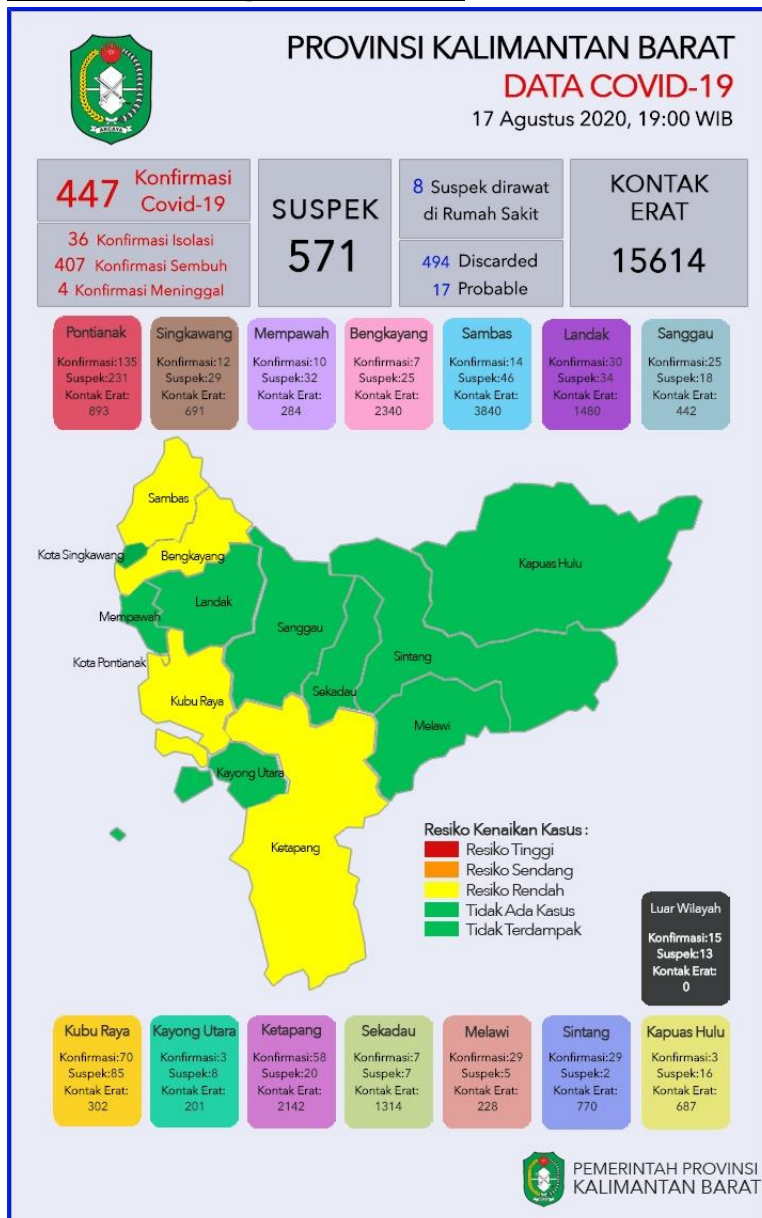 PROVINSI KALIMANTAN BARAT
DATA COVID-19
17 Agustus 2020, 19:00 WIB
447 Konfirmasi
Covid-19
36 Konfirmasi Isolasi
407 Konfirmasi Sembuh
4 Konfirmasi Meninggal
SUSPEK
571
8 Suspek dirawat
di Rumah Sakit
494 Discarded
17 Probable
KONTAK
ERAT
15614
Pontianak
Konfirmasi:135
Suspek:231
Kontak Erat:
893
Singkawang
Konfirmasi:12
Suspek:29
Kontak Erat:
691
Mempawah
Konfirmasi:10
Suspek:32
Kontak Erat:
284
Bengkayang
Konfirmasi:7
Suspek:25
Kontak Erat:
2340
Sambas
Konfirmasi:14
Suspek:46
Kontak Erat:
3840
Landak
Konfirmasi:30
Suspek:34
Kontak Erat:
1480
Sanggau
Konfirmasi:25
Suspek:18
Kontak Erat:
442
Sambas
Kota Singkawang
Bengkayang
Kapuas Hulu
Landak
Mempawah
Sanggau
Kota Pontianak
Sintang
Sekadau
Kubu Raya
Melawi
Kayong Utara
Ketapang
Resiko Kenaikan Kasus :
Resiko Tinggi
Resiko Sendang
Resiko Rendah
Tidak Ada Kasus
Tidak Terdampak
Luar Wilayah
Konfirmasi:15
Suspek:13
Kontak Erat:
0
Kubu Raya
Konfirmasi:70
Suspek:85
Kontak Erat:
302
Kayong Utara
Konfirmasi:3
Suspek:8
Kontak Erat:
201
Ketapang
Konfirmasi:58
Suspek:20
Kontak Erat:
2142
Sekadau
Konfirmasi:7
Suspek:7
Kontak Erat:
1314
Melawi
Konfirmasi:29
Suspek:5
Kontak Erat:
228
Sintang
Konfirmasi:29
Suspek:2
Kontak Erat:
770
Kapuas Hulu
Konfirmasi:3
Suspek:16
Kontak Erat:
687
PEMERINTAH PROVINSI
KALIMANTAN BARAT